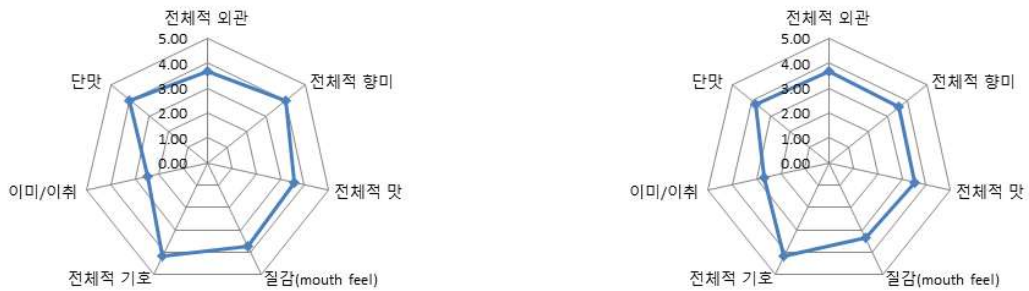 전체적 외관
5.00
4.00
3.00
2.00
1.00
0.00
단맛
전체적 향미
이미/이취
전체적 맛
전체적 기호
질감(mouth feel)
전체적 외관
5.00
4.00
3.00
2.00
1.00
0.00
단맛
전체적 향미
이미/이취
전체적 맛
전체적 기호
질감(mouth feel)